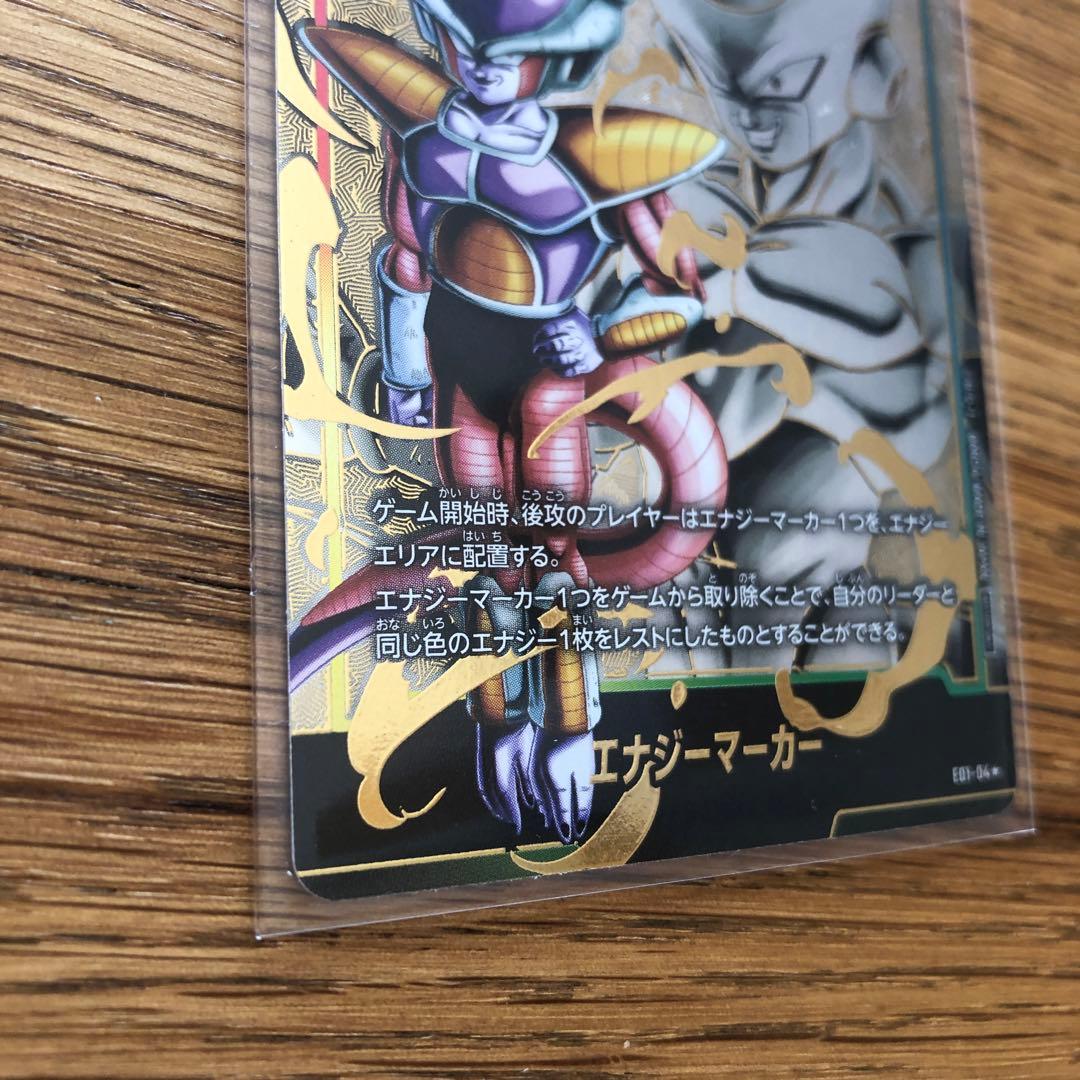 ゲーム開始時、後攻のプレイヤーはエナジーマーカー1つを、エナジー
エリアに配置する。
エナジーマーカー1つをゲームから取り除くことで、自分のリーダーと
同じ色のエナジー1枚をレストにしたものとすることができる。
エナジーマーカー
E01-04★